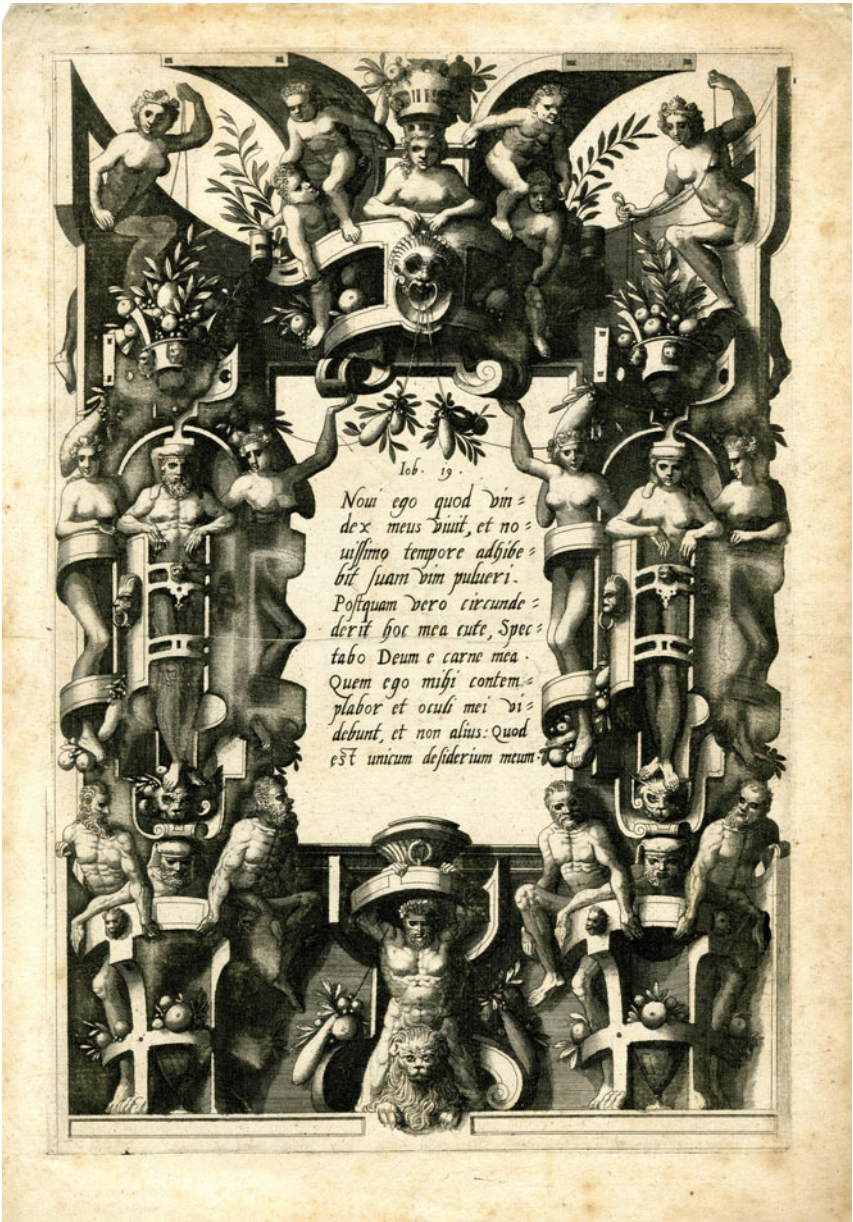 Iob. 19.
Noui ego quod vin=
dex meus viuit, et no=
uissimo tempore adhibe=
bit suam vim pulueri.
Postquam vero circunde=
derit hoc mea cute, Spec=
tabo Deum e carne mea.
Quem ego mihi contem=
plabor et oculi mei vi=
debunt, et non alius: Quod
est unicum desiderium meum.